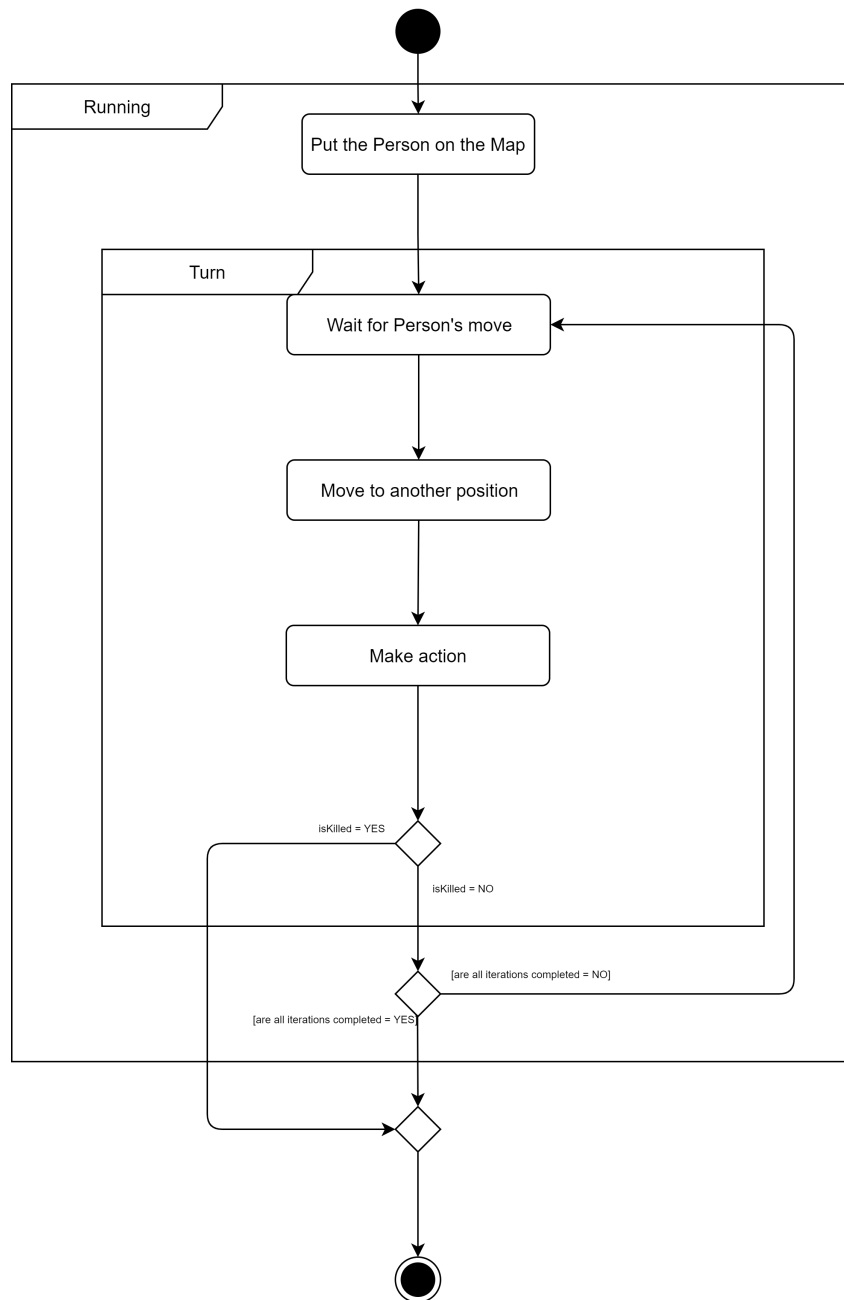 Running
Put the Person on the Map
Turn
Wait for Person's move
Move to another position
Make action
isKilled = YES
isKilled = NO
[are all iterations completed = NO]
[are all iterations completed = YES]